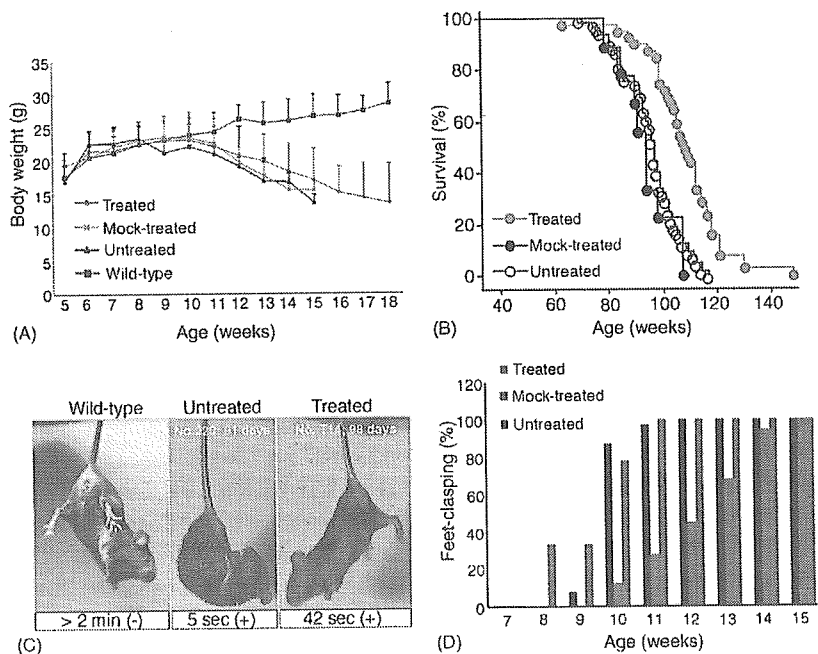 35
30
25
20
15
10
5
0
Body weight (g)
Treated
Mock-treated
Untreated
Wild-type
5 6 7 8 9 10 11 12 13 14 15 16 17 18
Age (weeks)
(A)
100
80
60
40
20
0
Survival (%)
Treated
Mock-treated
Untreated
40 60 80 100 120 140
Age (weeks)
(B)
Wild-type Untreated Treated
days
98 days
> 2 min (-) 5 sec (+) 42 sec (+)
(C)
Treated
Mock-treated
Untreated
120
100
80
60
40
20
0
Feet-clasping (%)
7 8 9 10 11 12 13 14 15
Age (weeks)
(D)